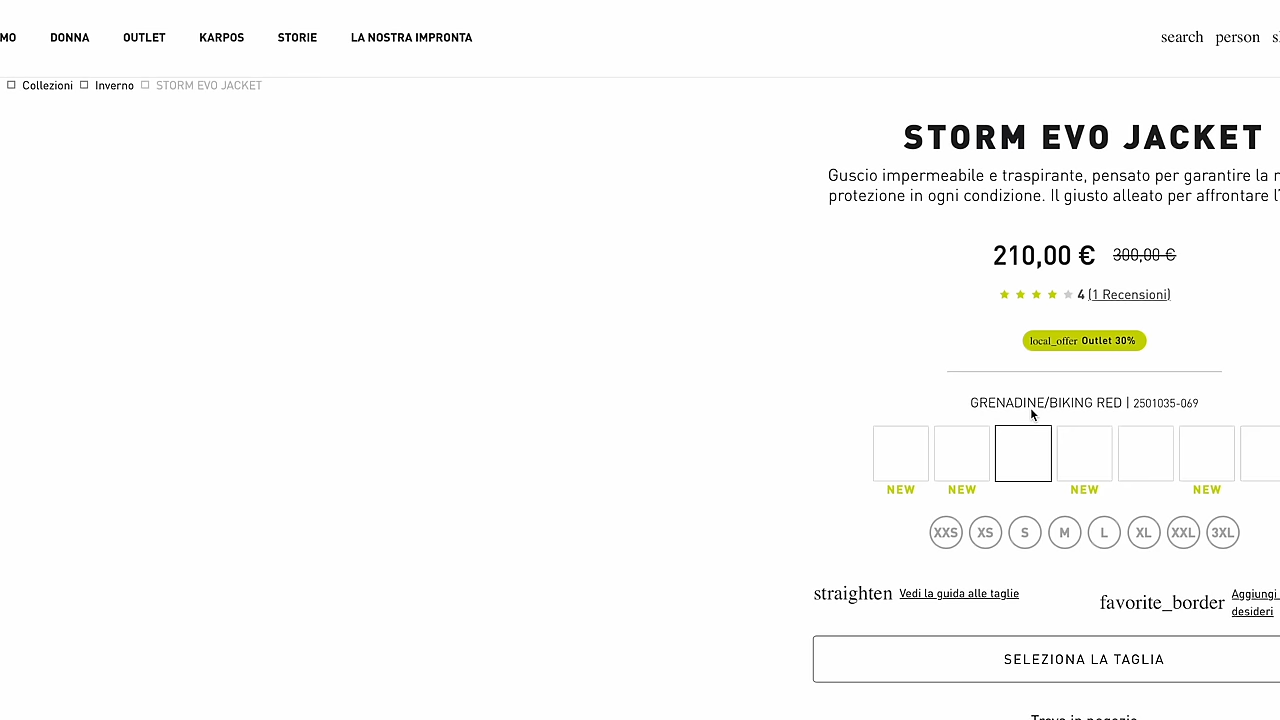 MO DONNA OUTLET KARPOS STORIE LA NOSTRA IMPRONTA search person
Collezioni Inverno STORM EVO JACKET
STORM EVO JACKET
Guscio impermeabile e traspirante, pensato per garantire la
protezione in ogni condizione. Il giusto alleato per affrontare l'
210,00 € 300,00 €
4 (1 Recensioni)
local_offer Outlet 30%
GRENADINE/BIKING RED | 2501035-069
NEW NEW NEW NEW
XXS XS S M L XL XXL 3XL
straighten Vedi la guida alle taglie
favorite_border Aggiungi
desideri
SELEZIONA LA TAGLIA
Trova in negozio